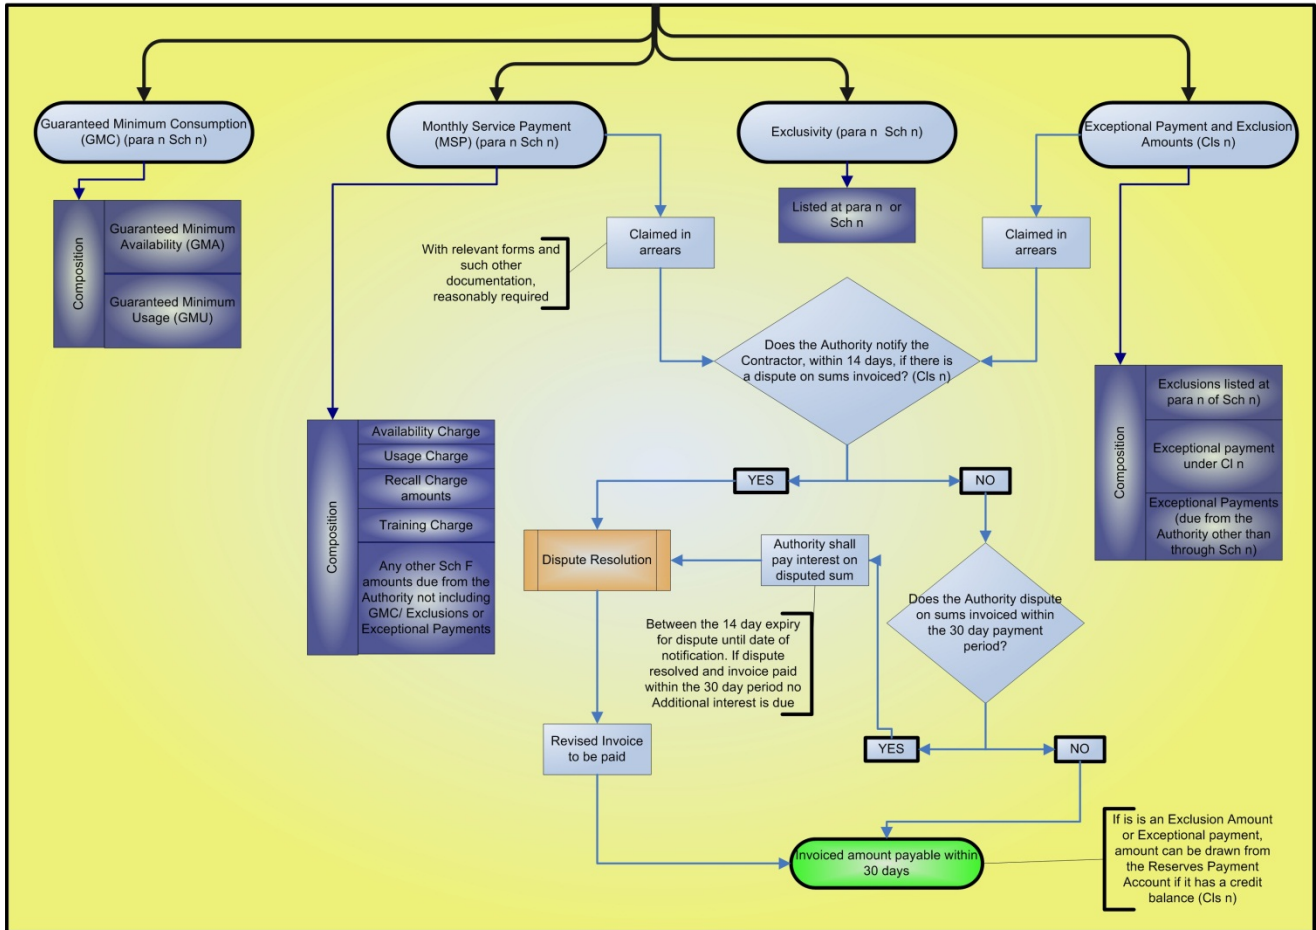 Guaranteed Minimum Consumption
(GMC) (para n Sch n)
Monthly Service Payment
(MSP) (para n Sch n)
Exclusivity (para n  Sch n)
Exceptional Payment and Exclusion
Amounts (Cls n)
Composition
Guaranteed Minimum
Availability (GMA)
Guaranteed Minimum
Usage (GMU)
Listed at para n  or
Sch n
With relevant forms and
such other
documentation,
reasonably required
Claimed in
arrears
Claimed in
arrears
Does the Authority notify the
Contractor, within 14 days, if there is
a dispute on sums invoiced? (Cls n)
Composition
Availability Charge
Usage Charge
Recall Charge
amounts
Training Charge
Any other Sch F
amounts due from the
Authority not including
GMC/ Exclusions or
Exceptional Payments
Composition
Exclusions listed at
para n of Sch n)
Exceptional payment
under Cl n
Exceptional Payments
(due from the
Authority other than
through Sch n)
YES
NO
Dispute Resolution
Authority shall
pay interest on
disputed sum
Does the Authority dispute
on sums invoiced within
the 30 day payment
period?
Between the 14 day expiry
for dispute until date of
notification. If dispute
resolved and invoice paid
within the 30 day period no
Additional interest is due
Revised Invoice
to be paid
YES
NO
Invoiced amount payable within
30 days
If is is an Exclusion Amount
or Exceptional payment,
amount can be drawn from
the Reserves Payment
Account if it has a credit
balance (Cls n)